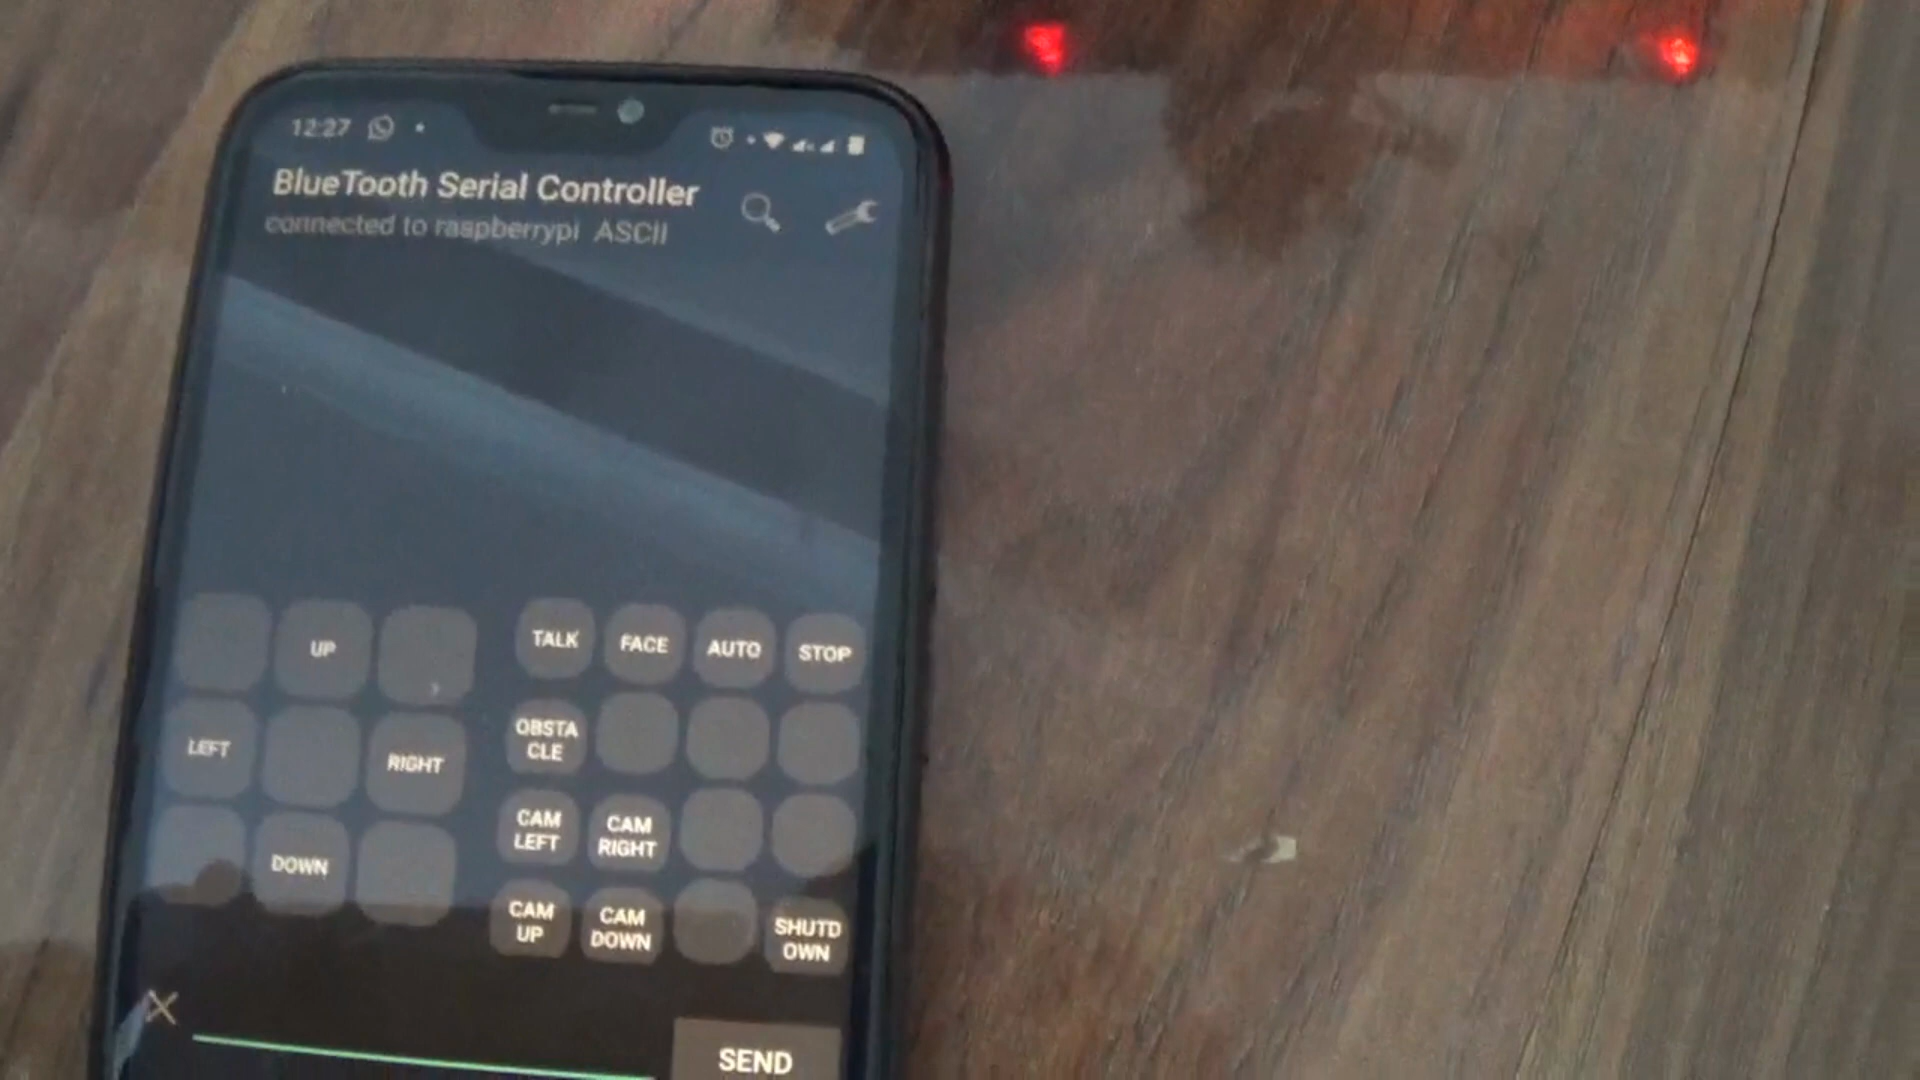 12:27
BlueTooth Serial Controller
connected to raspberrypi ASCII
UP
TALK
FACE
AUTO
STOP
LEFT
RIGHT
OBSTA
CLE
CAM
LEFT
CAM
RIGHT
DOWN
CAM
UP
CAM
DOWN
SHUTD
OWN
SEND